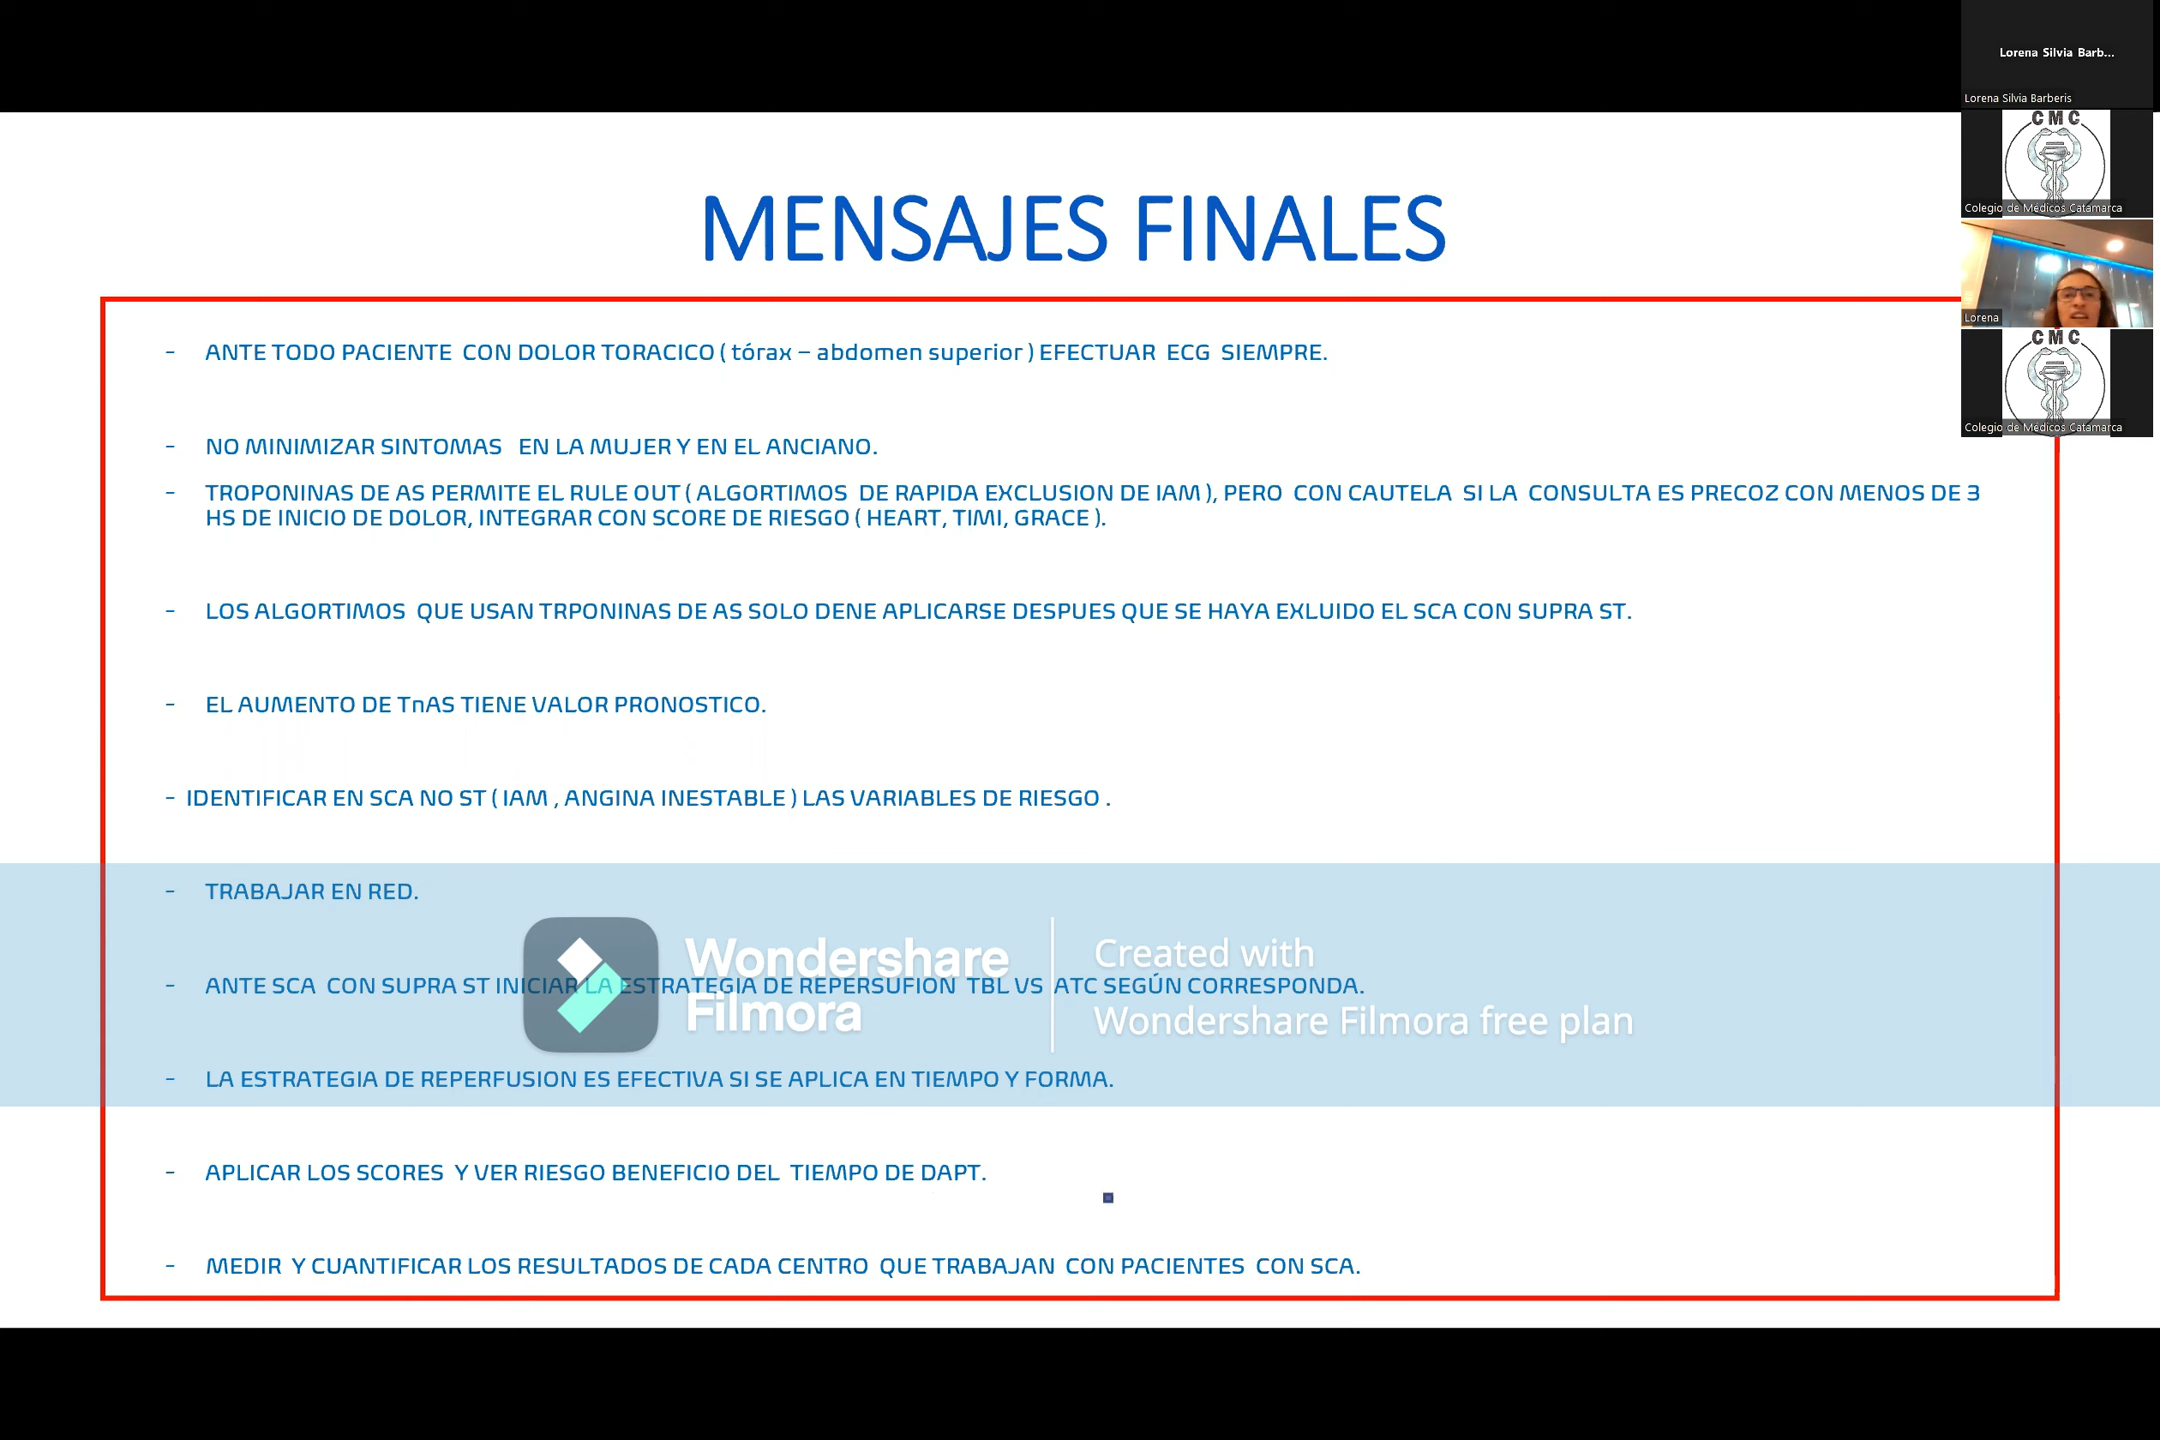 Lorena Silvia Barb...
Lorena Silvia Barberis
CMC
Colegio de Médicos Catamarca
Lorena
CMC
Colegio de Médicos Catamarca
MENSAJES FINALES
- ANTE TODO PACIENTE CON DOLOR TORACICO ( tórax – abdomen superior ) EFECTUAR ECG SIEMPRE.
- NO MINIMIZAR SINTOMAS EN LA MUJER Y EN EL ANCIANO.
- TROPONINAS DE AS PERMITE EL RULE OUT ( ALGORTIMOS DE RAPIDA EXCLUSION DE IAM ), PERO CON CAUTELA SI LA CONSULTA ES PRECOZ CON MENOS DE 3
HS DE INICIO DE DOLOR, INTEGRAR CON SCORE DE RIESGO ( HEART, TIMI, GRACE ).
- LOS ALGORTIMOS QUE USAN TRPONINAS DE AS SOLO DENE APLICARSE DESPUES QUE SE HAYA EXLUIDO EL SCA CON SUPRA ST.
- EL AUMENTO DE TnAS TIENE VALOR PRONOSTICO.
- IDENTIFICAR EN SCA NO ST ( IAM , ANGINA INESTABLE ) LAS VARIABLES DE RIESGO .
- TRABAJAR EN RED.
- ANTE SCA CON SUPRA ST INICIAR LA ESTRATEGIA DE REPERSUFION TBL VS ATC SEGÚN CORRESPONDA.
- LA ESTRATEGIA DE REPERFUSION ES EFECTIVA SI SE APLICA EN TIEMPO Y FORMA.
- APLICAR LOS SCORES Y VER RIESGO BENEFICIO DEL TIEMPO DE DAPT.
- MEDIR Y CUANTIFICAR LOS RESULTADOS DE CADA CENTRO QUE TRABAJAN CON PACIENTES CON SCA.
Wondershare
Filmora
Created with
Wondershare Filmora free plan